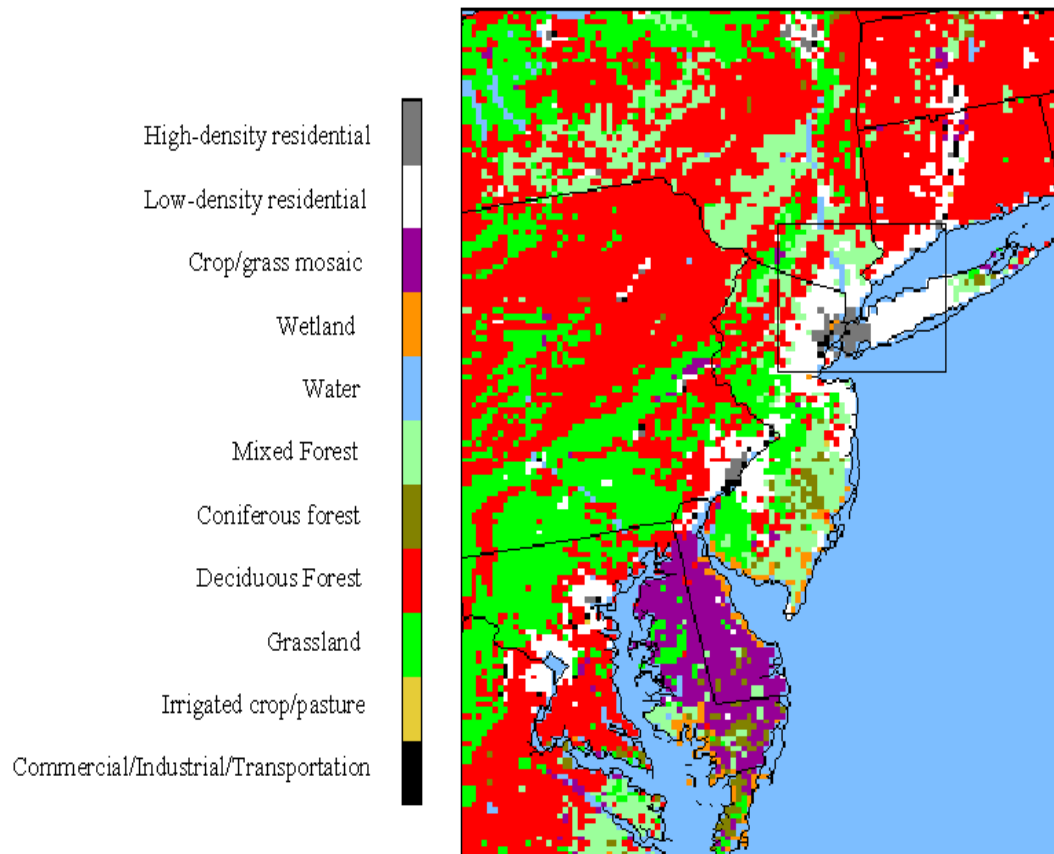 High-density residential
Low-density residential
Crop/grass mosaic
Wetland
Water
Mixed Forest
Coniferous forest
Deciduous Forest
Grassland
Irrigated crop/pasture
Commercial/Industrial/Transportation